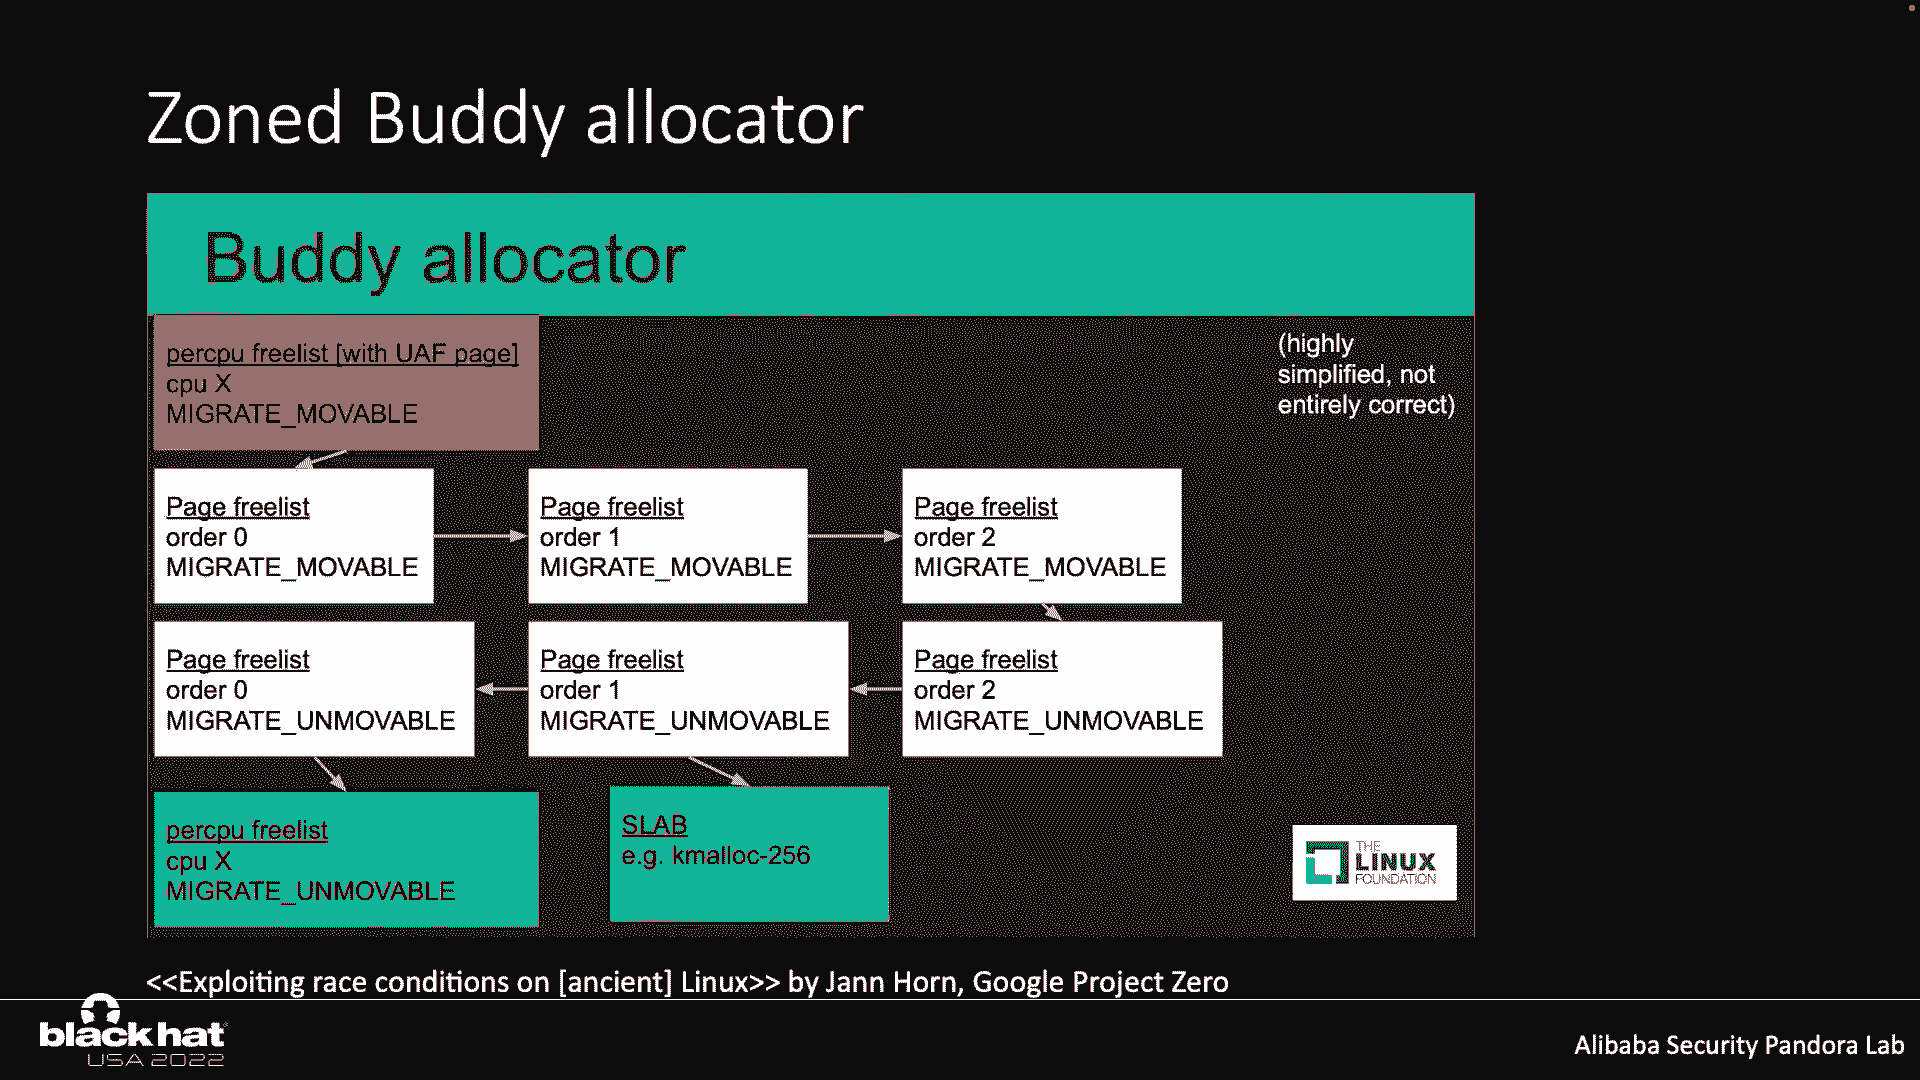 Zoned Buddy allocator
Buddy allocator
percpu freelist [with UAF page]
cpu X
MIGRATE_MOVABLE
(highly
simplified, not
entirely correct)
Page freelist
order 0
MIGRATE_MOVABLE
Page freelist
order 1
MIGRATE_MOVABLE
Page freelist
order 2
MIGRATE_MOVABLE
Page freelist
order 0
MIGRATE_UNMOVABLE
Page freelist
order 1
MIGRATE_UNMOVABLE
Page freelist
order 2
MIGRATE_UNMOVABLE
percpu freelist
cpu X
MIGRATE_UNMOVABLE
SLAB
e.g. kmalloc-256
THE
LINUX
FOUNDATION
<<Exploiting race conditions on [ancient] Linux>> by Jann Horn, Google Project Zero
black hat
USA 2022
Alibaba Security Pandora Lab